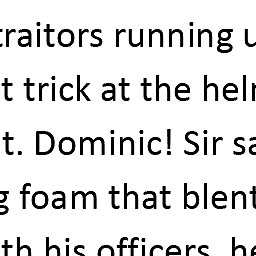 traitors running
trick at the
t. Dominic! Sir
foam that
his officers,